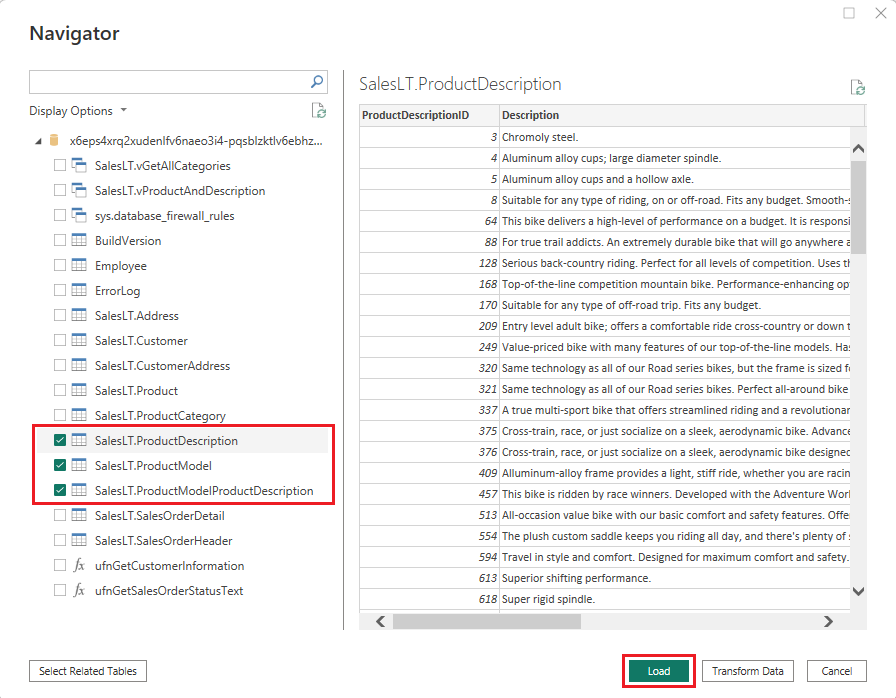 Navigator
Display Options
x6eps4xrq2xudenlfv6naeo3i4-pqsblzktlv6ebhz...
SalesLT.vGetAllCategories
SalesLT.vProductAndDescription
sys.database_firewall_rules
BuildVersion
Employee
ErrorLog
SalesLT.Address
SalesLT.Customer
SalesLT.CustomerAddress
SalesLT.Product
SalesLT.ProductCategory
SalesLT.ProductDescription
SalesLT.ProductModel
SalesLT.ProductModelProductDescription
SalesLT.SalesOrderDetail
SalesLT.SalesOrderHeader
fx ufnGetCustomerInformation
fx ufnGetSalesOrderStatusText
SalesLT.ProductDescription
ProductDescriptionID Description
3 Chromoly steel.
4 Aluminum alloy cups; large diameter spindle.
5 Aluminum alloy cups and a hollow axle.
8 Suitable for any type of riding, on or off-road. Fits any budget. Smooth-s
64 This bike delivers a high-level of performance on a budget. It is responsi
88 For true trail addicts. An extremely durable bike that will go anywhere a
128 Serious back-country riding. Perfect for all levels of competition. Uses th
168 Top-of-the-line competition mountain bike. Performance-enhancing op
170 Suitable for any type of off-road trip. Fits any budget.
209 Entry level adult bike; offers a comfortable ride cross-country or down t
249 Value-priced bike with many features of our top-of-the-line models. Has
320 Same technology as all of our Road series bikes, but the frame is sized f
321 Same technology as all of our Road series bikes. Perfect all-around bike
337 A true multi-sport bike that offers streamlined riding and a revolutionar
375 Cross-train, race, or just socialize on a sleek, aerodynamic bike. Advance
376 Cross-train, race, or just socialize on a sleek, aerodynamic bike designed
409 Alluminum-alloy frame provides a light, stiff ride, whether you are racin
457 This bike is ridden by race winners. Developed with the Adventure Worl
513 All-occasion value bike with our basic comfort and safety features. Offe
554 The plush custom saddle keeps you riding all day, and there's plenty of s
594 Travel in style and comfort. Designed for maximum comfort and safety.
613 Superior shifting performance.
618 Super rigid spindle.
Select Related Tables
Load
Transform Data
Cancel